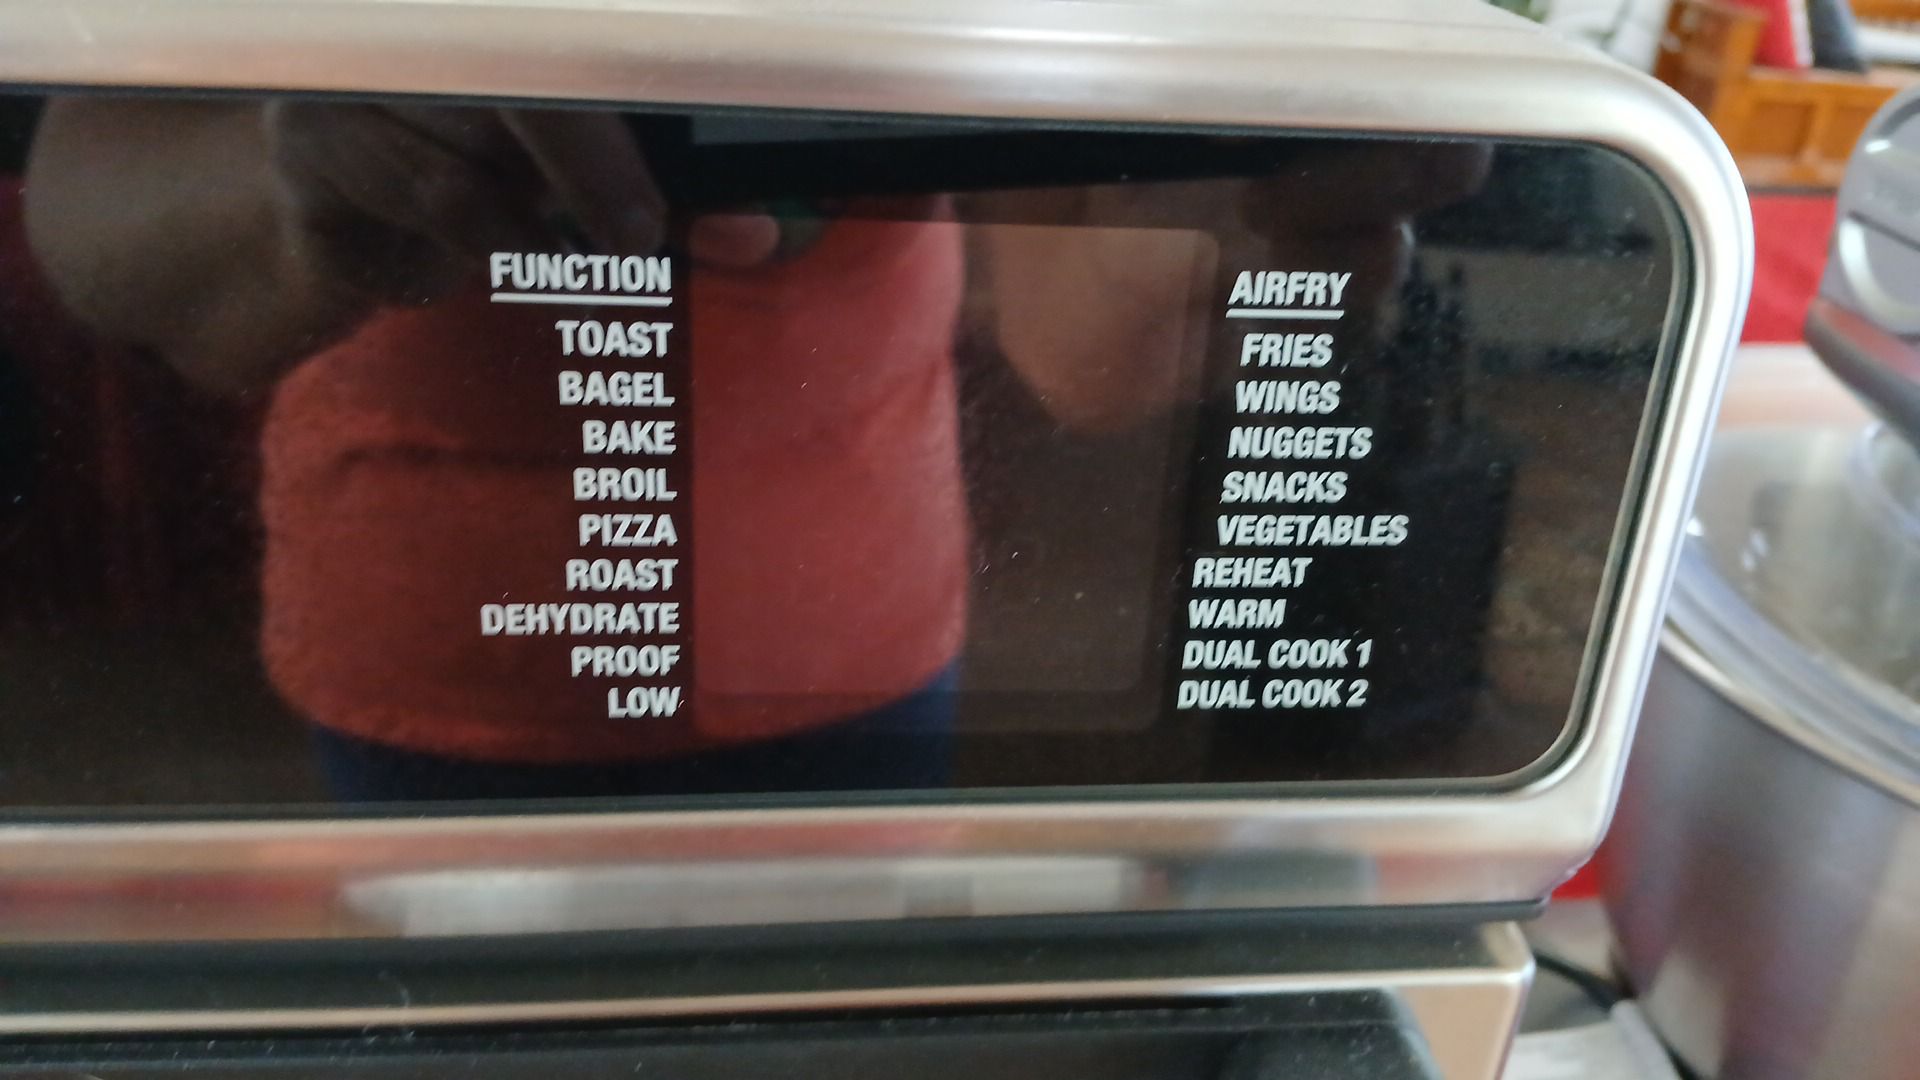 FUNCTION
TOAST
BAGEL
BAKE
BROIL
PIZZA
ROAST
DEHYDRATE
PROOF
LOW
AIRFRY
FRIES
WINGS
NUGGETS
SNACKS
VEGETABLES
REHEAT
WARM
DUAL COOK 1
DUAL COOK 2